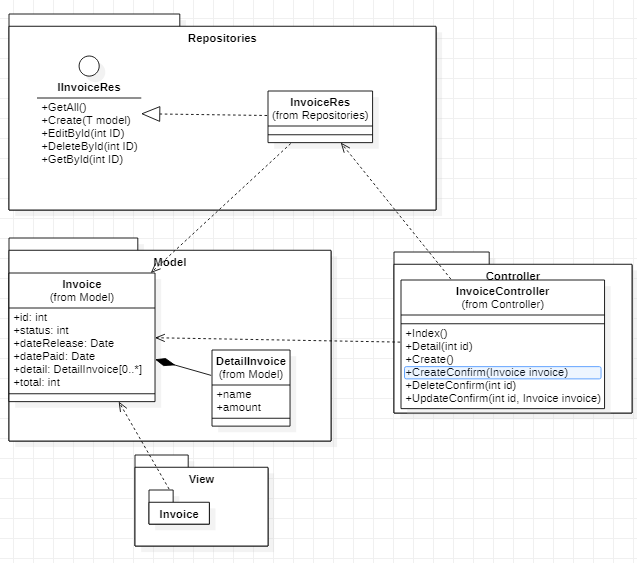 Repositories
IInvoiceRes
+GetAll()
+Create(T model)
+EditById(int ID)
+DeleteById(int ID)
+GetById(int ID)
InvoiceRes
(from Repositories)
Model
Invoice
(from Model)
+id: int
+status: int
+dateRelease: Date
+datePaid: Date
+detail: DetailInvoice[0..*]
+total: int
DetailInvoice
(from Model)
+name
+amount
Controller
InvoiceController
(from Controller)
+Index()
+Detail(int id)
+Create()
+CreateConfirm(Invoice invoice)
+DeleteConfirm(int id)
+UpdateConfirm(int id, Invoice invoice)
View
Invoice